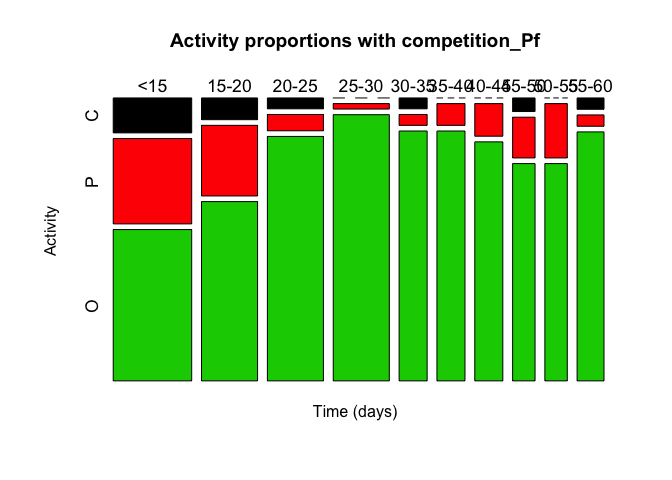 Activity proportions with competition_Pf
<15 15-20 20-25 25-30 30-35 35-40 40-45 45-50 50-55 55-60
C
P
O
Activity
Time (days)